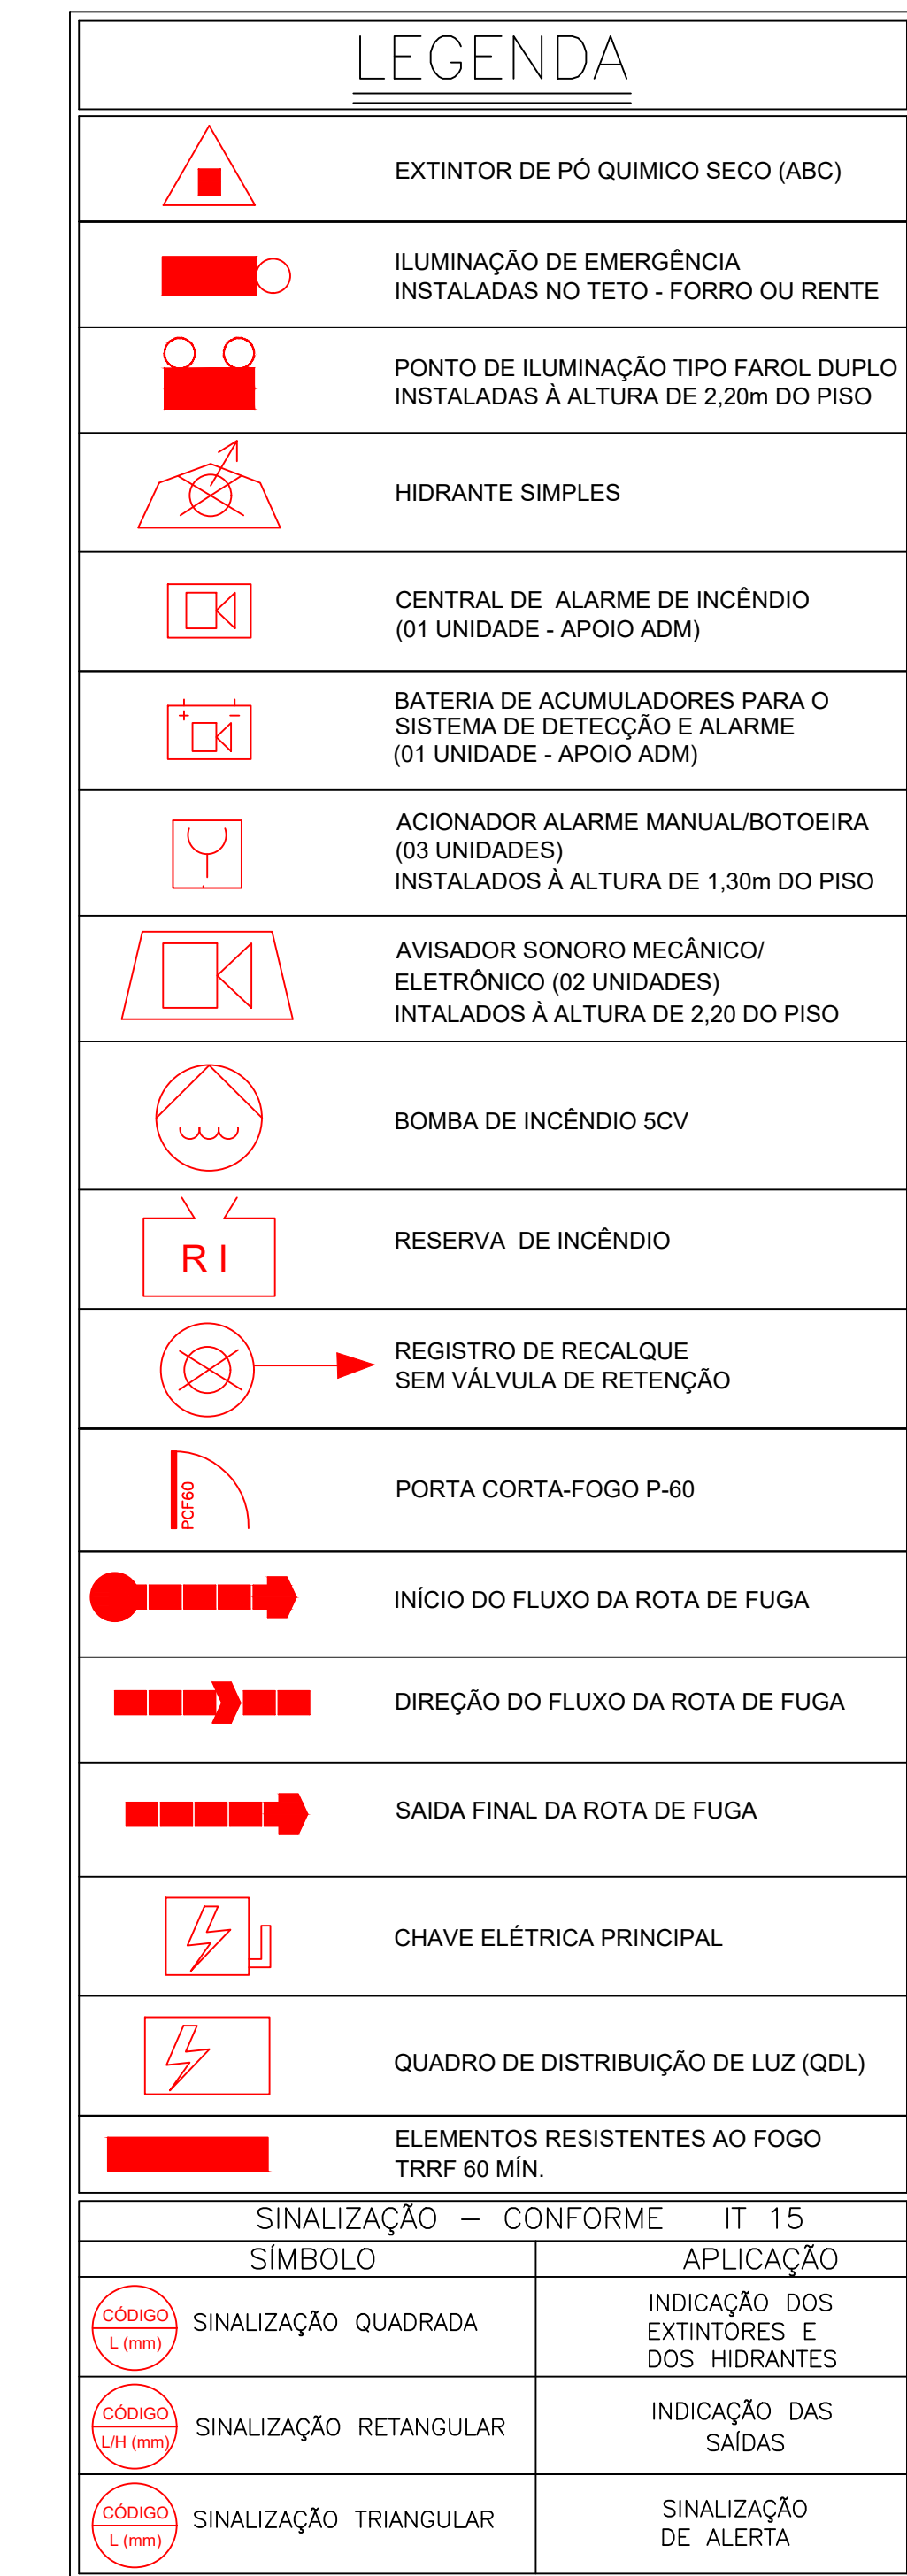 LEGENDA
EXTINTOR DE PÓ QUIMICO SECO (ABC)
ILUMINAÇÃO DE EMERGÊNCIA
INSTALADAS NO TETO - FORRO OU RENTE
PONTO DE ILUMINAÇÃO TIPO FAROL DUPLO
INSTALADAS À ALTURA DE 2,20m DO PISO
HIDRANTE SIMPLES
CENTRAL DE ALARME DE INCÊNDIO
(01 UNIDADE - APOIO ADM)
+ -
BATERIA DE ACUMULADORES PARA O
SISTEMA DE DETECÇÃO E ALARME
(01 UNIDADE - APOIO ADM)
ACIONADOR ALARME MANUAL/BOTOEIRA
(03 UNIDADES)
INSTALADOS À ALTURA DE 1,30m DO PISO
AVISADOR SONORO MECÂNICO/
ELETRÔNICO (02 UNIDADES)
INTALADOS À ALTURA DE 2,20 DO PISO
BOMBA DE INCÊNDIO 5CV
R I
RESERVA DE INCÊNDIO
REGISTRO DE RECALQUE
SEM VÁLVULA DE RETENÇÃO
PCF60
PORTA CORTA-FOGO P-60
INÍCIO DO FLUXO DA ROTA DE FUGA
DIREÇÃO DO FLUXO DA ROTA DE FUGA
SAIDA FINAL DA ROTA DE FUGA
CHAVE ELÉTRICA PRINCIPAL
QUADRO DE DISTRIBUIÇÃO DE LUZ (QDL)
ELEMENTOS RESISTENTES AO FOGO
TRRF 60 MÍN.
SINALIZAÇÃO – CONFORME IT 15
SÍMBOLO
APLICAÇÃO
CÓDIGO
L (mm)
SINALIZAÇÃO QUADRADA
INDICAÇÃO DOS
EXTINTORES E
DOS HIDRANTES
CÓDIGO
L/H (mm)
SINALIZAÇÃO RETANGULAR
INDICAÇÃO DAS
SAÍDAS
CÓDIGO
L (mm)
SINALIZAÇÃO TRIANGULAR
SINALIZAÇÃO
DE ALERTA